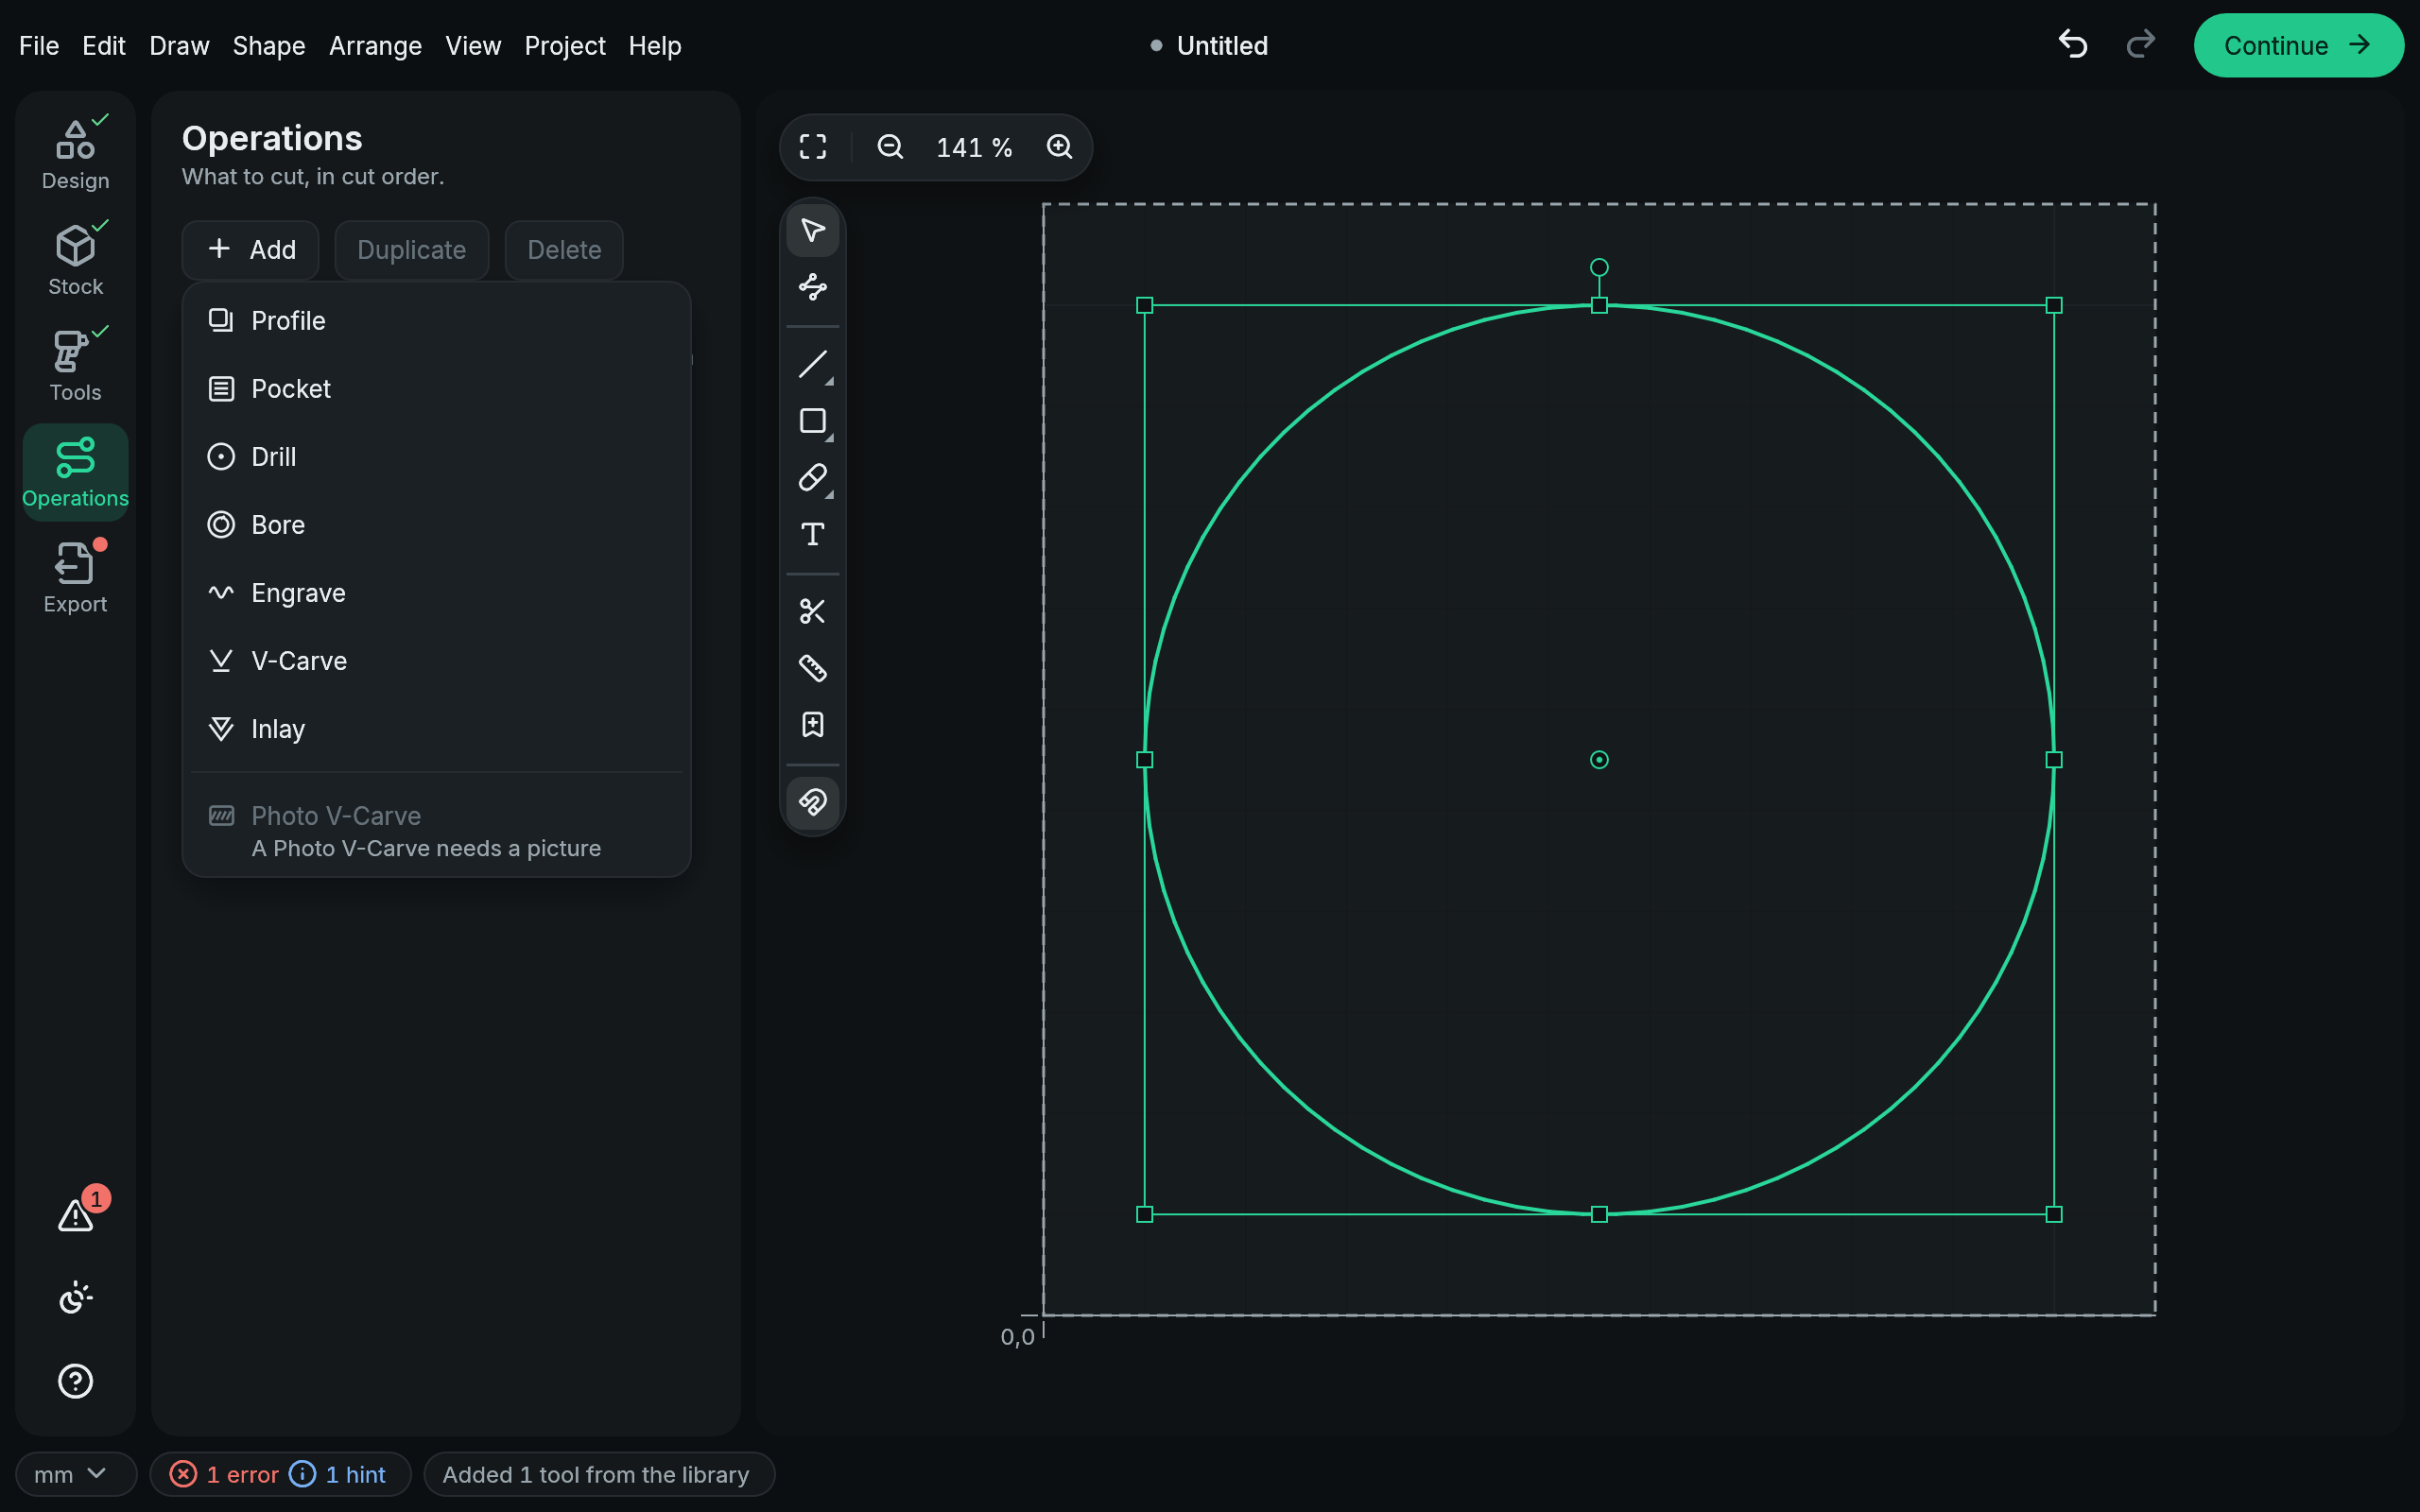 File Edit Draw Shape Arrange View Project Help
Untitled
Continue
Design
Stock
Tools
Operations
Export
1
Operations
What to cut, in cut order.
Add Duplicate Delete
Profile
Pocket
Drill
Bore
Engrave
V-Carve
Inlay
Photo V-Carve
A Photo V-Carve needs a picture
141 %
0,0
mm
1 error 1 hint
Added 1 tool from the library